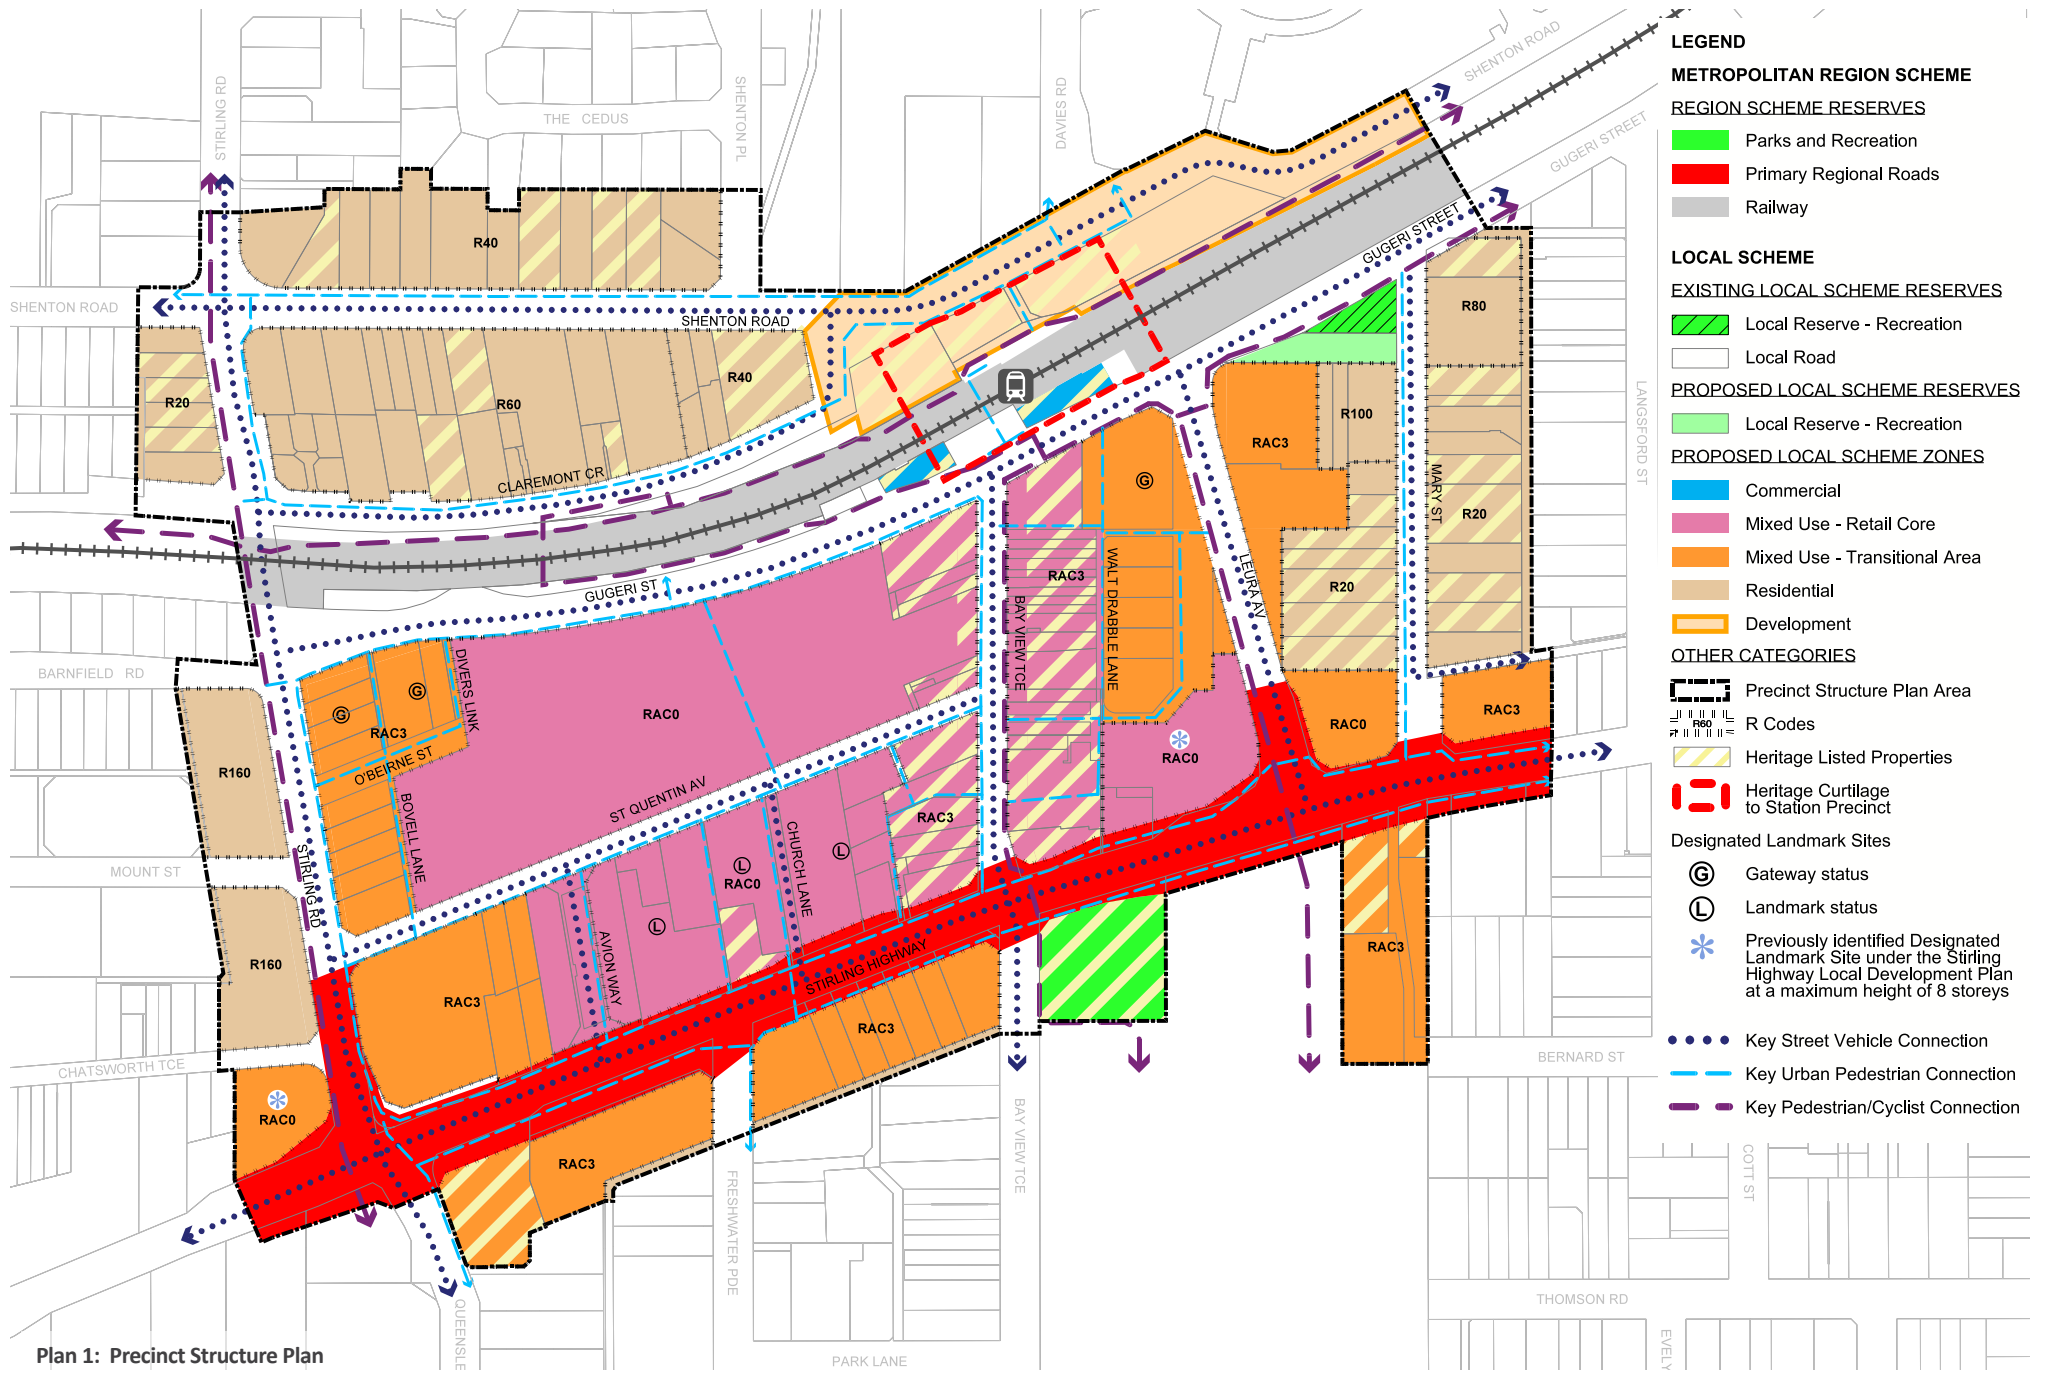 LEGEND
METROPOLITAN REGION SCHEME
REGION SCHEME RESERVES
Parks and Recreation
Primary Regional Roads
Railway
LOCAL SCHEME
EXISTING LOCAL SCHEME RESERVES
Local Reserve - Recreation
Local Road
PROPOSED LOCAL SCHEME RESERVES
Local Reserve - Recreation
PROPOSED LOCAL SCHEME ZONES
Commercial
Mixed Use - Retail Core
Mixed Use - Transitional Area
Residential
Development
OTHER CATEGORIES
Precinct Structure Plan Area
R60
R Codes
Heritage Listed Properties
Heritage Curtilage
to Station Precinct
Designated Landmark Sites
G
Gateway status
L
Landmark status
Previously identified Designated
Landmark Site under the Stirling
Highway Local Development Plan
at a maximum height of 8 storeys
Key Street Vehicle Connection
Key Urban Pedestrian Connection
Key Pedestrian/Cyclist Connection
STIRLING RD
THE CEDUS
SHENTON PL
DAVIES RD
SHENTON ROAD
GUGERI STREET
GUGERI STREET
R40
SHENTON ROAD
SHENTON ROAD
R80
R20
R60
R40
R100
RAC3
LANGSFORD ST
CLAREMONT CR
G
MARY ST
R20
GUGERI ST
RAC3
WALT DRABBLE LANE
LEURA AV
R20
BAY VIEW TCE
BARNFIELD RD
DIVERS LINK
G
G
RAC3
RAC0
O'BEIRNE ST
RAC0
RAC0
RAC3
R160
BOVELL LANE
ST QUENTIN AV
RAC3
CHURCH LANE
L
L
RAC0
L
MOUNT ST
STIRLING RD
R160
AVION WAY
STIRLING HIGHWAY
RAC3
RAC3
RAC3
CHATSWORTH TCE
BERNARD ST
RAC0
RAC3
BAY VIEW TCE
FRESHWATER PDE
COTT ST
QUEENSLE
THOMSON RD
EVELY
PARK LANE
Plan 1: Precinct Structure Plan